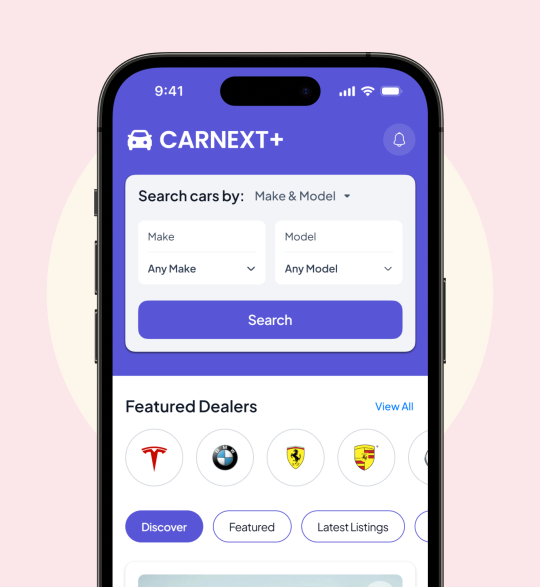 9:41
CARNEXT+
Search cars by: Make & Model
Make Model
Any Make Any Model
Search
Featured Dealers View All
Discover Featured Latest Listings